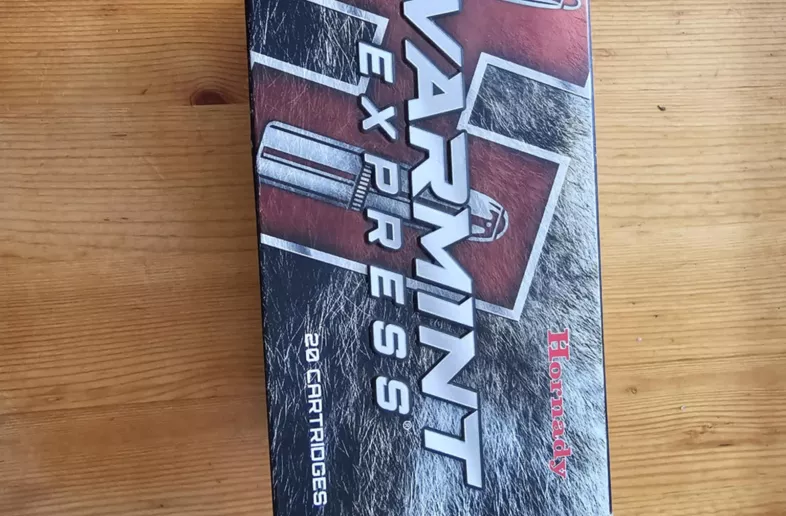 Hornady
VARMINT
EXPRESS®
20 CARTRIDGES